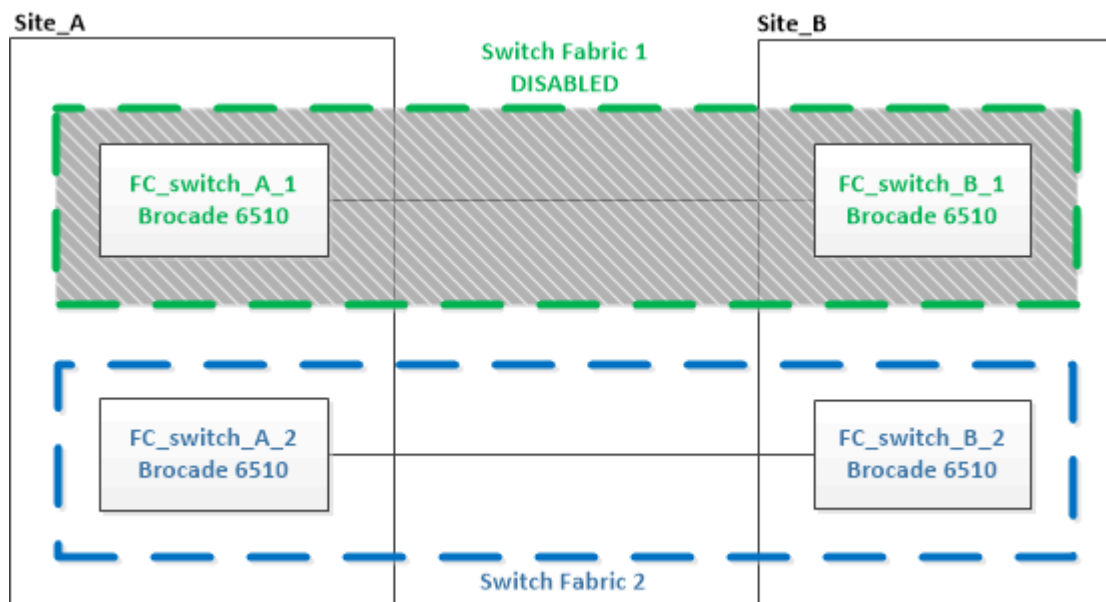 Site_A
Site_B
Switch Fabric 1
DISABLED
FC_switch_A_1
Brocade 6510
FC_switch_B_1
Brocade 6510
FC_switch_A_2
Brocade 6510
FC_switch_B_2
Brocade 6510
Switch Fabric 2